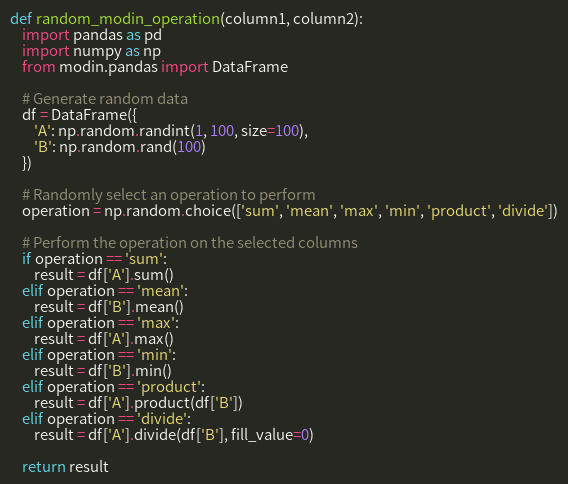 def random_modin_operation(column1, column2):
    import pandas as pd
    import numpy as np
    from modin.pandas import DataFrame

    # Generate random data
    df = DataFrame({
        'A': np.random.randint(1, 100, size=100),
        'B': np.random.rand(100)
    })

    # Randomly select an operation to perform
    operation = np.random.choice(['sum', 'mean', 'max', 'min', 'product', 'divide'])

    # Perform the operation on the selected columns
    if operation == 'sum':
        result = df['A'].sum()
    elif operation == 'mean':
        result = df['B'].mean()
    elif operation == 'max':
        result = df['A'].max()
    elif operation == 'min':
        result = df['B'].min()
    elif operation == 'product':
        result = df['A'].product(df['B'])
    elif operation == 'divide':
        result = df['A'].divide(df['B'], fill_value=0)

    return result